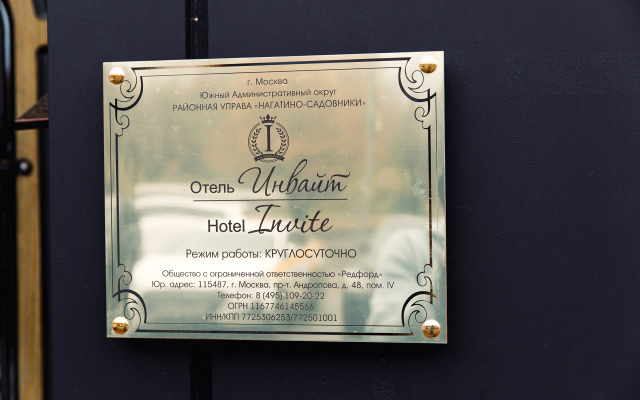 г. Москва
Южный Административный округ
РАЙОННАЯ УПРАВА «НАГАТИНО-САДОВНИКИ»
I
Отель Инвайт
Hotel Invite
Режим работы: КРУГЛОСУТОЧНО
Общество с ограниченной ответственностью «Редфорд»
Юр. адрес: 115487, г. Москва, пр-т. Андропова, д. 48, пом. IV
Телефон: 8 (495) 109-20-22
ОГРН 1167746145566
ИНН/КПП 7725306253/772501001